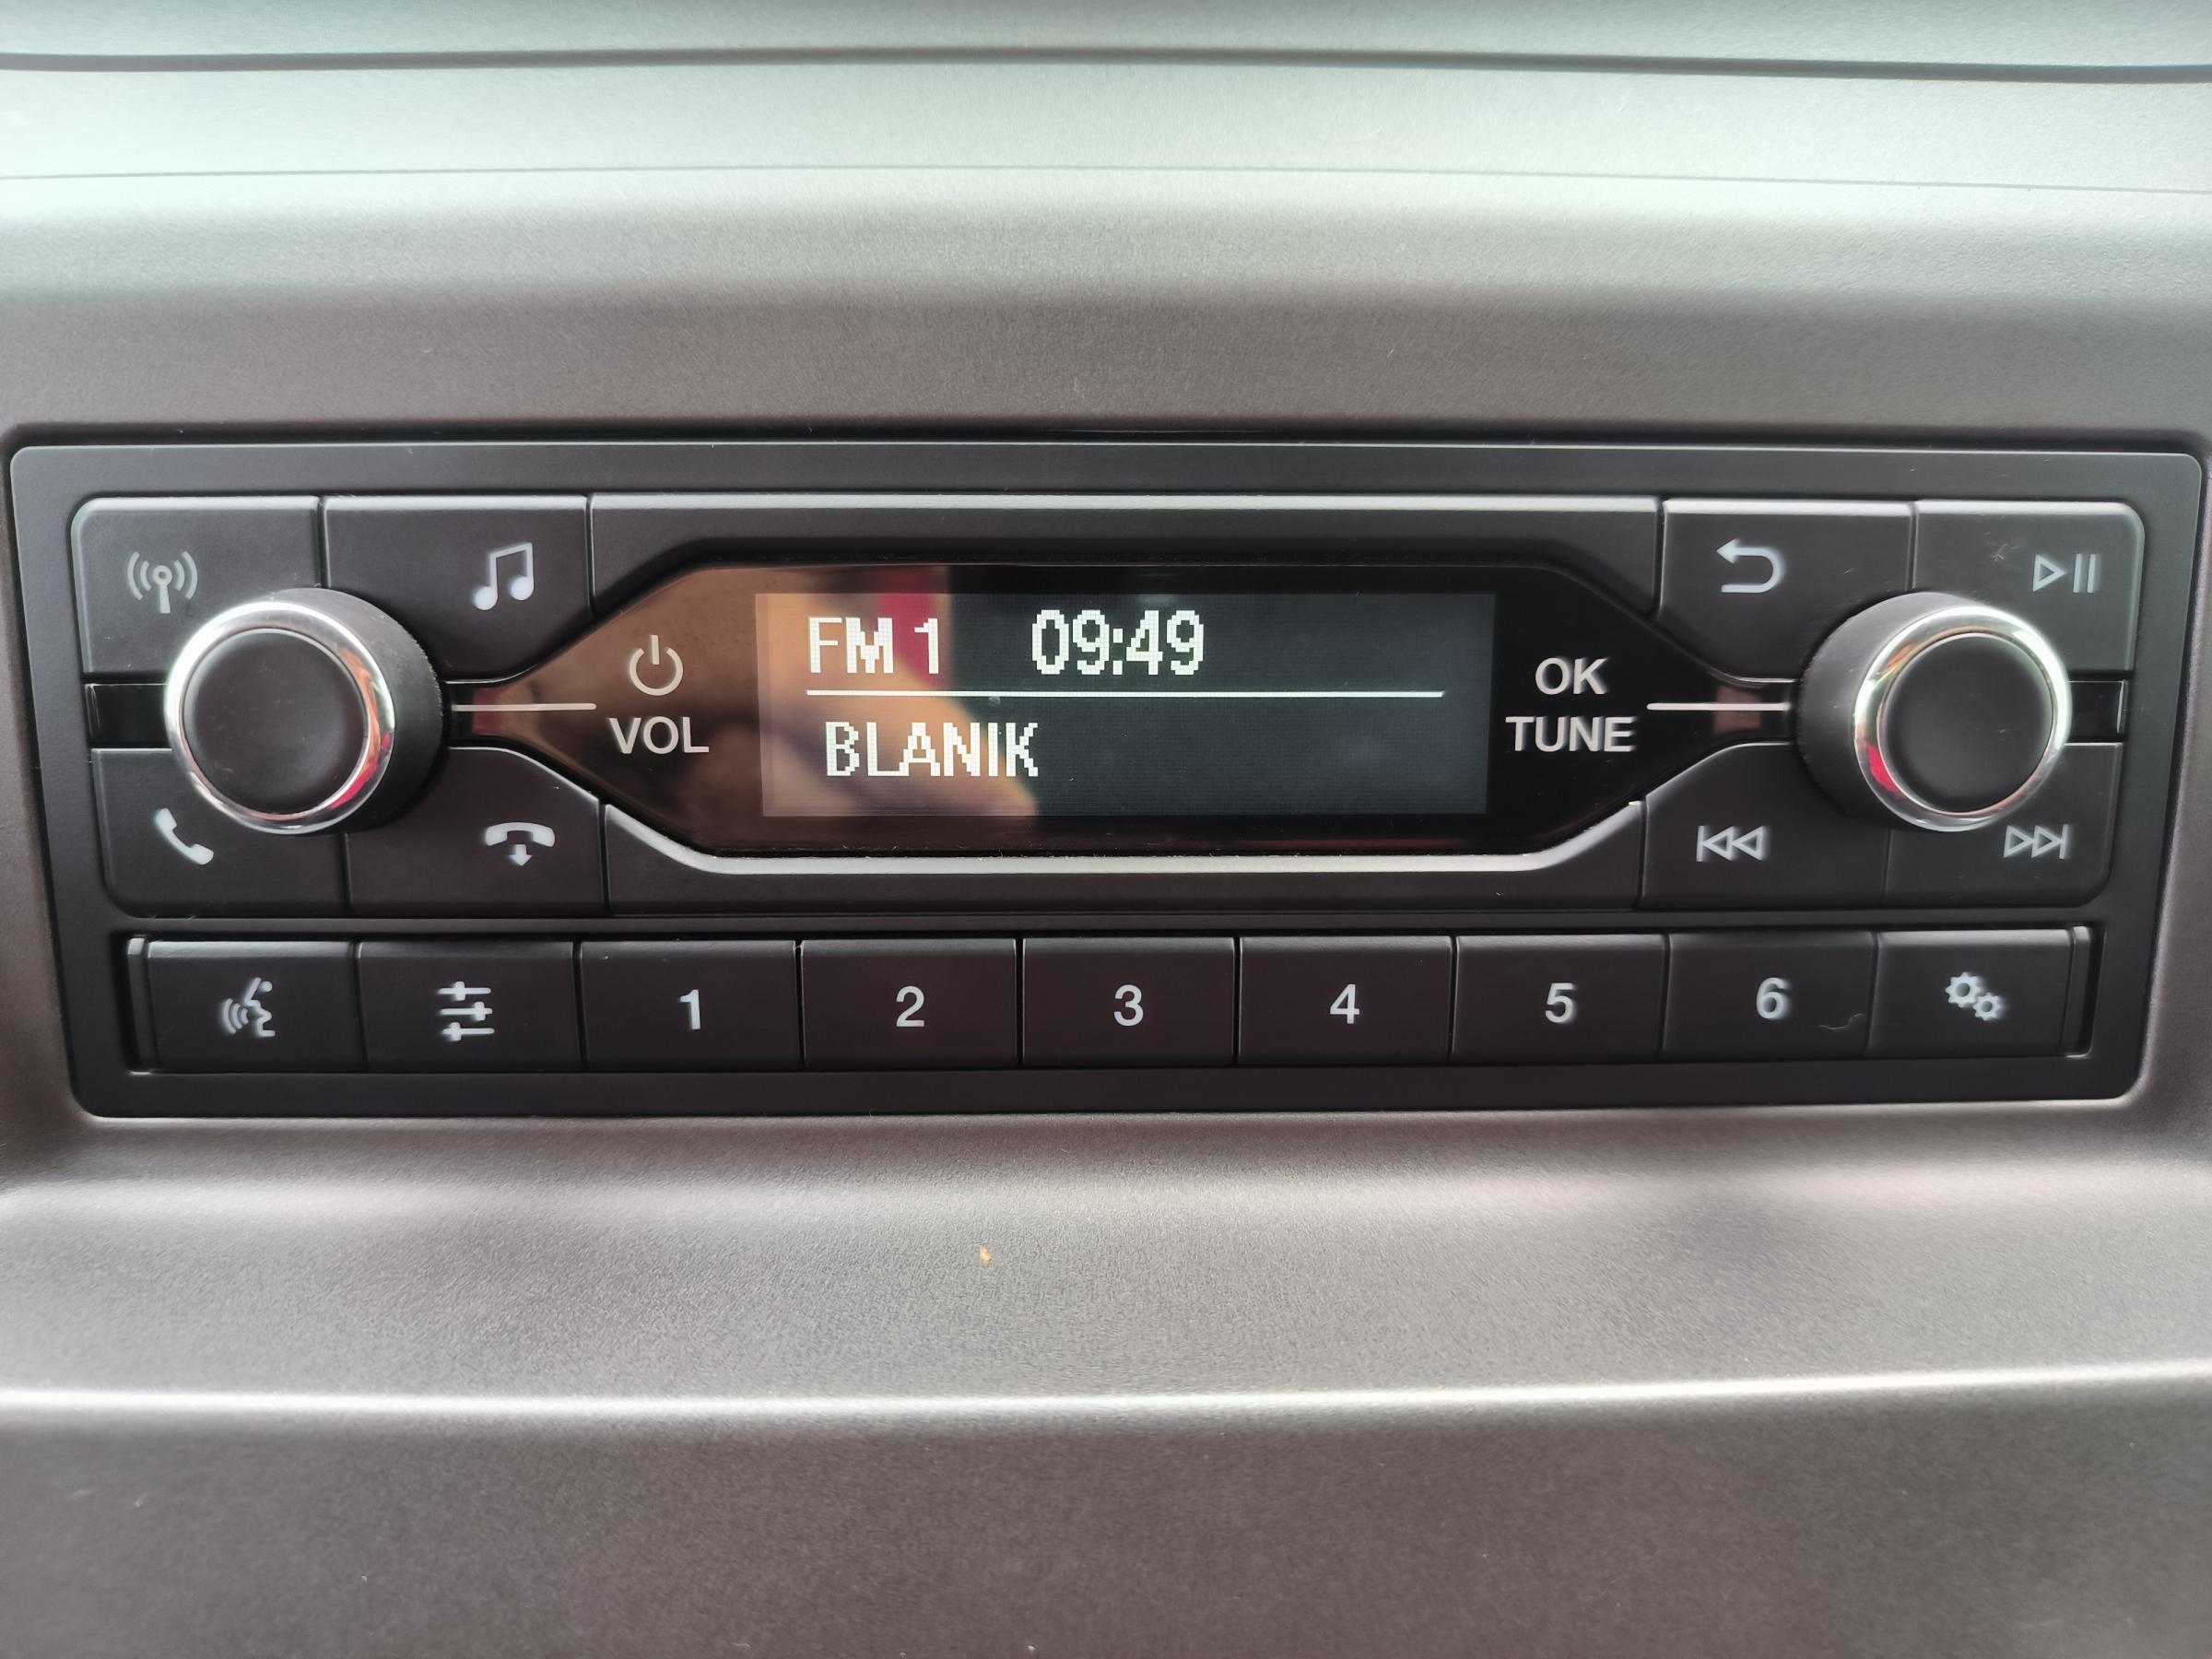 FM 1 09:49
VOL
BLANIK
OK
TUNE
1 2 3 4 5 6